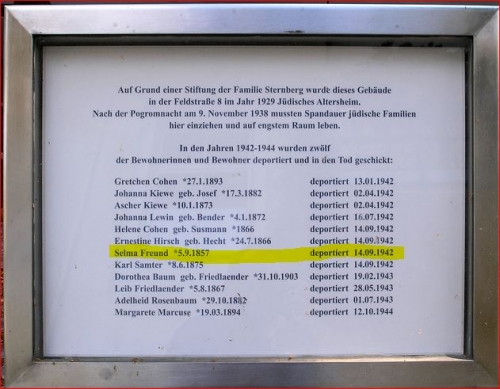 Auf Grund einer Stiftung der Familie Sternberg wurde dieses Gebäude
in der Feldstraße 8 im Jahr 1929 Jüdisches Altersheim.
Nach der Pogromnacht am 9. November 1938 mussten Spandauer jüdische Familien
hier einziehen und auf engstem Raum leben.
In den Jahren 1942-1944 wurden zwölf
der Bewohnerinnen und Bewohner deportiert und in den Tod geschickt:
Gretchen Cohen *27.1.1893 deportiert 13.01.1942
Johanna Kiewe geb. Josef *17.3.1882 deportiert 02.04.1942
Ascher Kiewe *10.1.1873 deportiert 02.04.1942
Johanna Lewin geb. Bender *4.1.1872 deportiert 16.07.1942
Helene Cohen geb. Susmann *1866 deportiert 14.09.1942
Ernestine Hirsch geb. Hecht *24.7.1866 deportiert 14.09.1942
Selma Freund *5.9.1857 deportiert 14.09.1942
Karl Samter *8.6.1875 deportiert 14.09.1942
Dorothea Baum geb. Friedlaender *31.10.1903 deportiert 19.02.1943
Leib Friedlaender *5.8.1867 deportiert 28.05.1943
Adelheid Rosenbaum *29.10.1882 deportiert 01.07.1943
Margarete Marcuse *19.03.1894 deportiert 12.10.1944